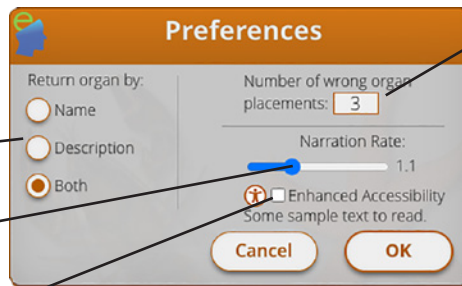 e
Preferences
Return organ by:
Name
Description
Both
Number of wrong organ
placements: 3
Narration Rate:
1.1
Enhanced Accessibility
Some sample text to read.
Cancel
OK